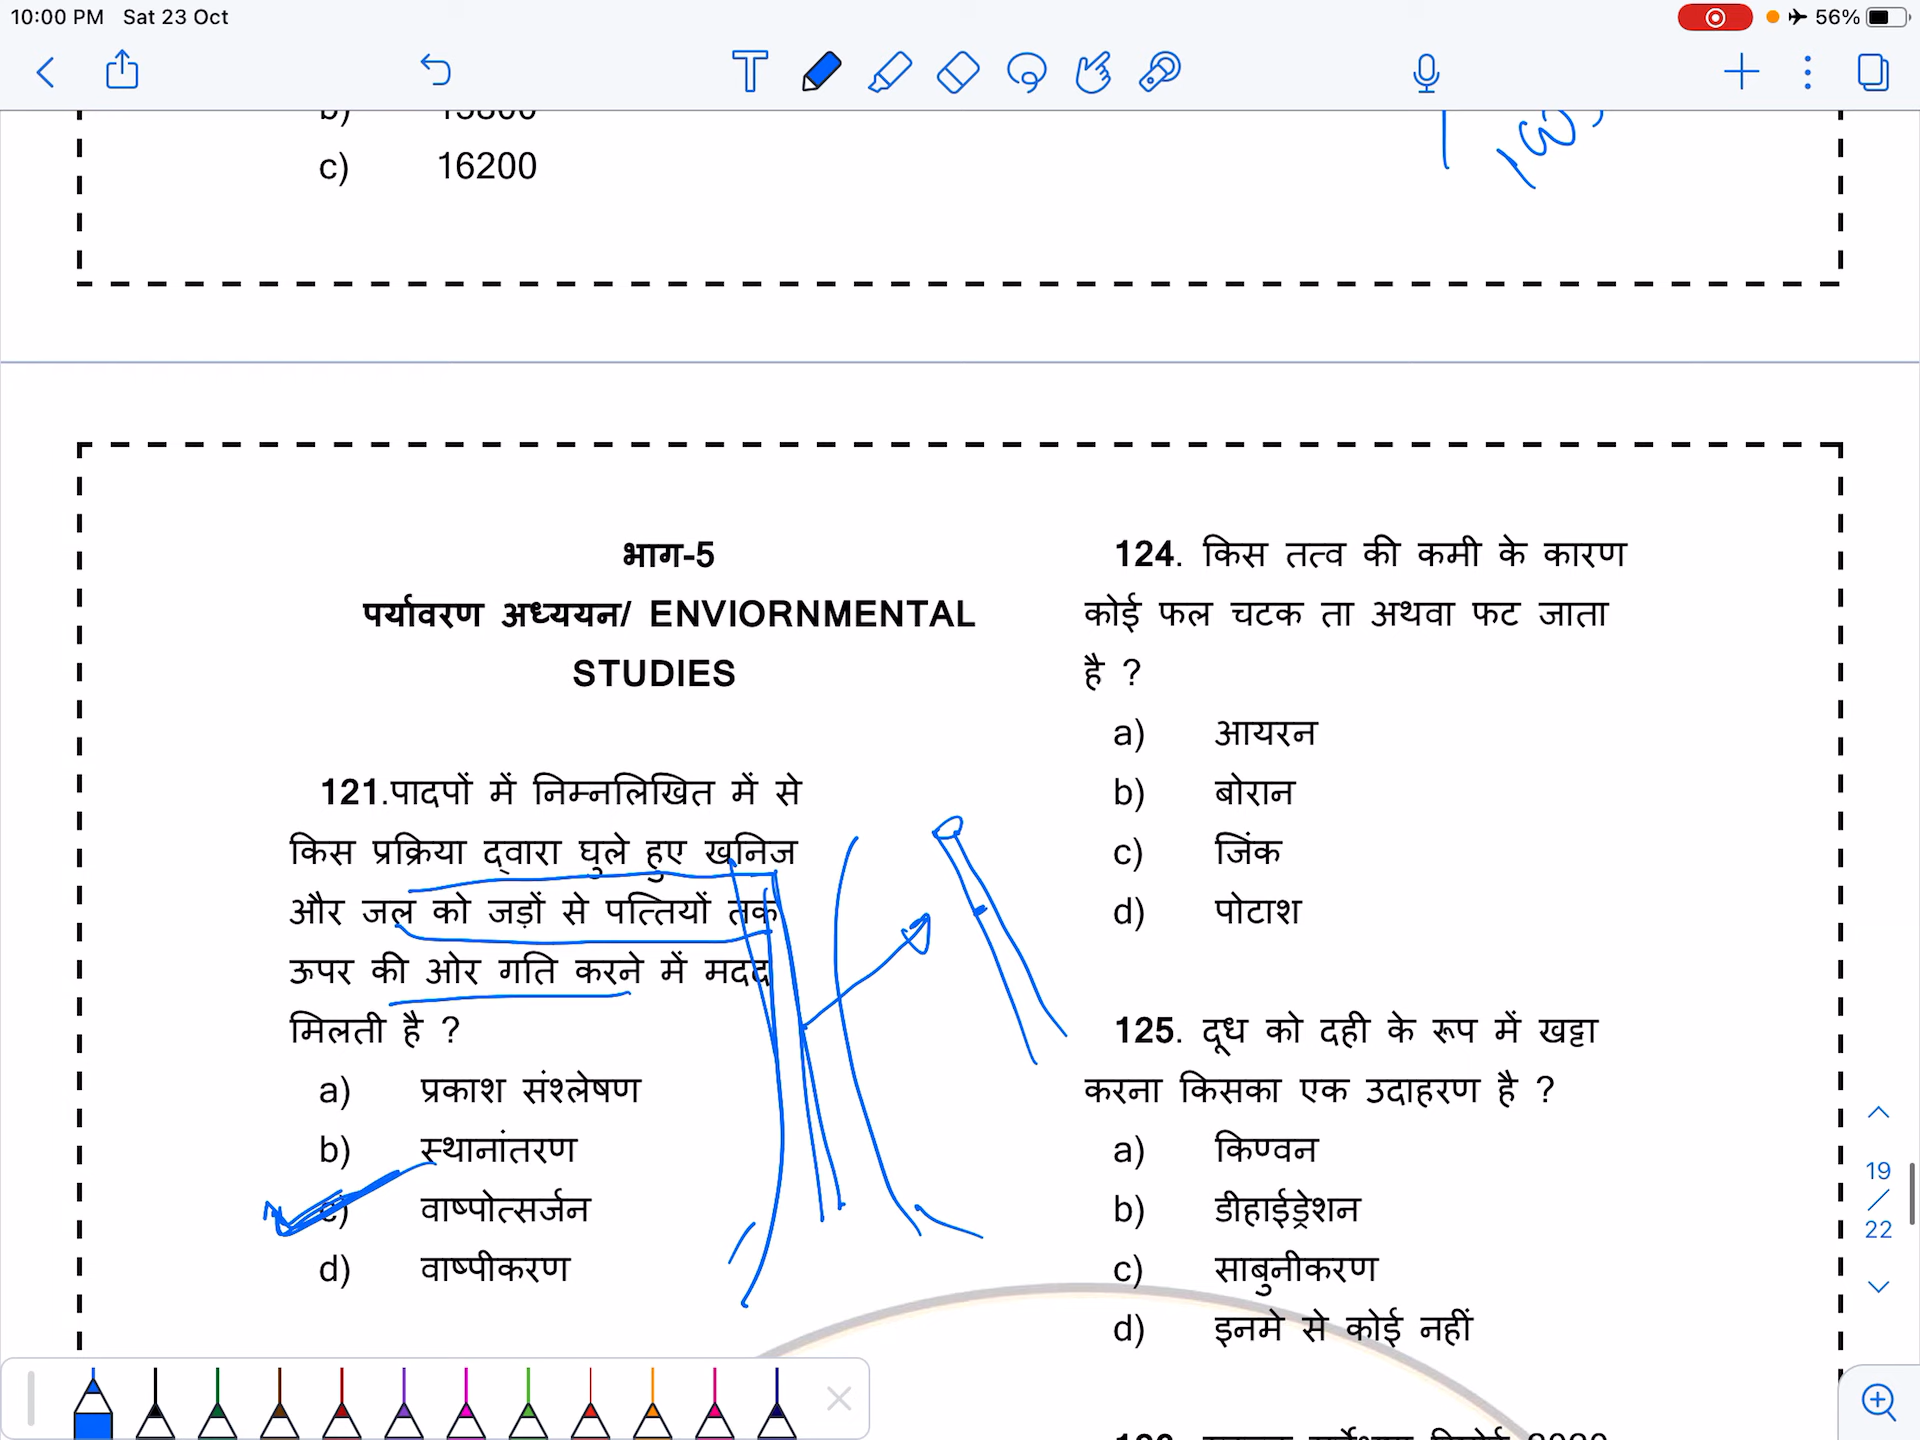 10:00 PM Sat 23 Oct
56%
b) 15800
c) 16200
भाग-5
पर्यावरण अध्ययन/ ENVIORNMENTAL
STUDIES
121.पादपों में निम्नलिखित में से
किस प्रक्रिया द्वारा घुले हुए खनिज
और जल को जड़ों से पत्तियों तक
ऊपर की ओर गति करने में मदद
मिलती है ?
a) प्रकाश संश्लेषण
b) स्थानांतरण
c) वाष्पोत्सर्जन
d) वाष्पीकरण
124. किस तत्व की कमी के कारण
कोई फल चटक ता अथवा फट जाता
है ?
a) आयरन
b) बोरान
c) जिंक
d) पोटाश
125. दूध को दही के रूप में खट्टा
करना किसका एक उदाहरण है ?
a) किण्वन
b) डीहाईड्रेशन
c) साबुनीकरण
d) इनमे से कोई नहीं
19
/
22